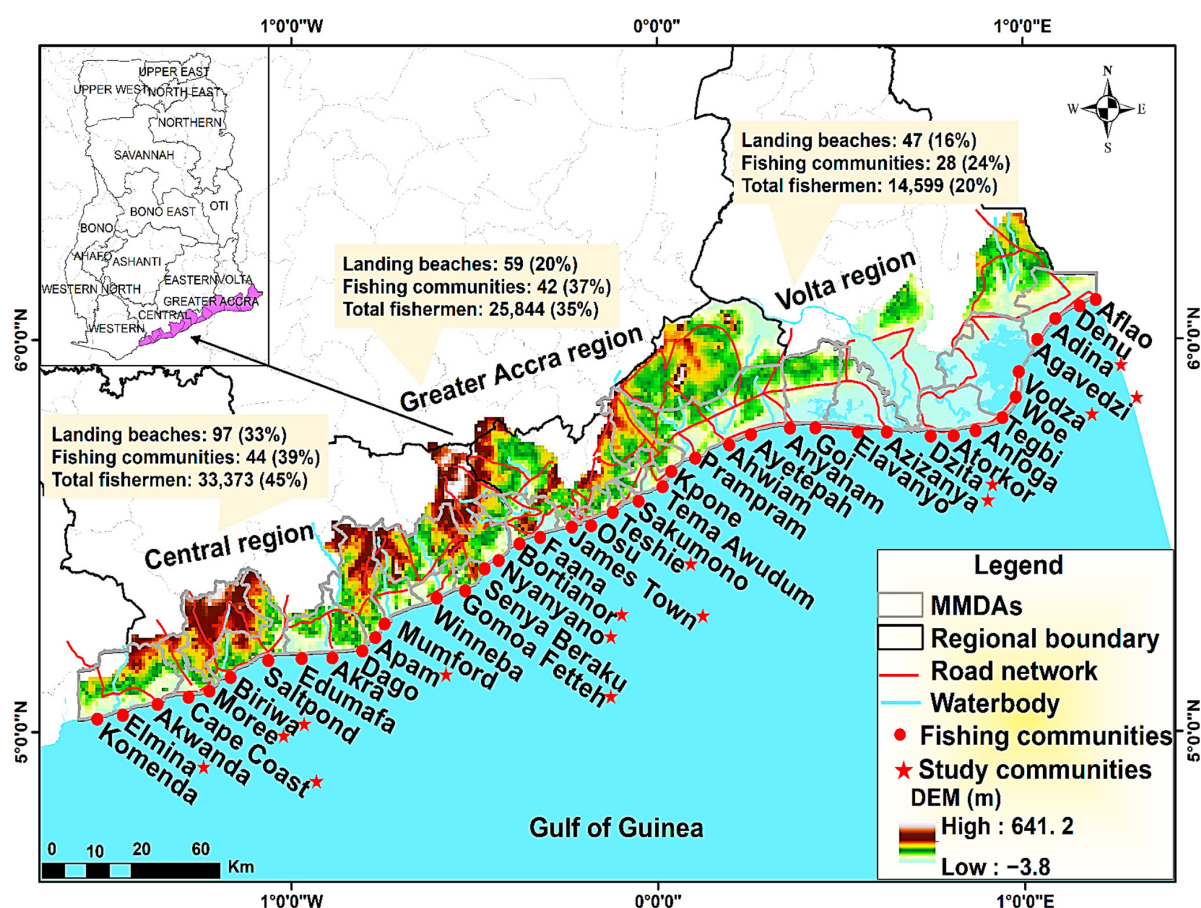 1°0'0"W
0°0'0"
1°0'0"E
UPPER EAST
UPPER WEST
NORTH EAST
NORTHERN
SAVANNAH
BONO EAST
OTI
BONO
AHAFO
ASHANTI
EASTERN
VOLTA
WESTERN NORTH
GREATER ACCRA
CENTRAL
WESTERN
N
W
E
S
Landing beaches: 47 (16%)
Fishing communities: 28 (24%)
Total fishermen: 14,599 (20%)
Landing beaches: 59 (20%)
Fishing communities: 42 (37%)
Total fishermen: 25,844 (35%)
Landing beaches: 97 (33%)
Fishing communities: 44 (39%)
Total fishermen: 33,373 (45%)
Volta region
Greater Accra region
Central region
6°0'0"N
6°0'0"N
5°0'0"N
5°0'0"N
Aflao
Denu
Adina
Agavedzi
Vodza
Woe
Tegbi
Anloga
Atorkor
Dzita
Azizanya
Elavanyo
Goi
Anyanam
Ayetepah
Ahwiam
Prampram
Kpone
Tema Awudum
Sakumono
Teshie
Osu
James Town
Faana
Bortianor
Nyanyano
Senya Beraku
Gomoa Fetteh
Winneba
Mumford
Apam
Dago
Akra
Edumafa
Saltpond
Biriwa
Moree
Cape Coast
Akwanda
Elmina
Komenda
Gulf of Guinea
0 10 20 60
Km
Legend
MMDAs
Regional boundary
Road network
Waterbody
Fishing communities
Study communities
DEM (m)
High : 641. 2
Low : −3.8